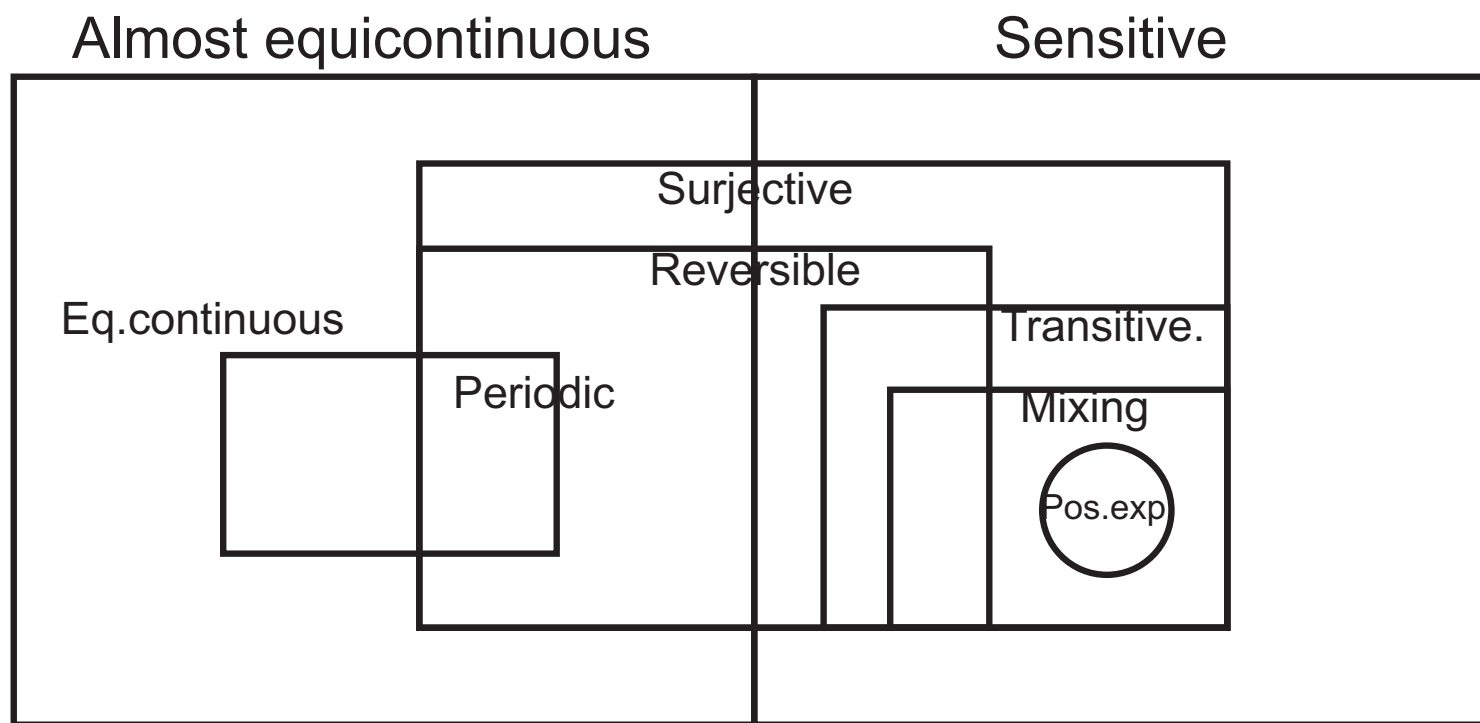 Almost equicontinuous
Sensitive
Surjective
Reversible
Eq.continuous
Transitive.
Periodic
Mixing
Pos.exp